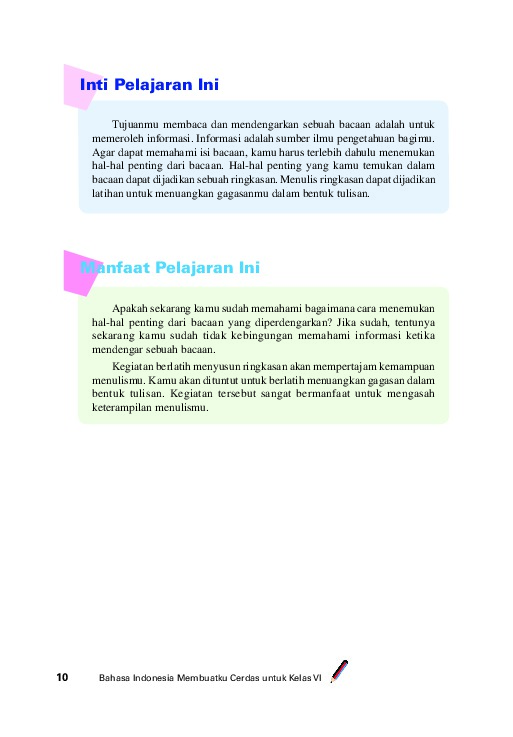 Inti Pelajaran Ini
Tujuanmu membaca dan mendengarkan sebuah bacaan adalah untuk
memeroleh informasi. Informasi adalah sumber ilmu pengetahuan bagimu.
Agar dapat memahami isi bacaan, kamu harus terlebih dahulu menemukan
hal-hal penting dari bacaan. Hal-hal penting yang kamu temukan dalam
bacaan dapat dijadikan sebuah ringkasan. Menulis ringkasan dapat dijadikan
latihan untuk menuangkan gagasanmu dalam bentuk tulisan.
Manfaat Pelajaran Ini
Apakah sekarang kamu sudah memahami bagaimana cara menemukan
hal-hal penting dari bacaan yang diperdengarkan? Jika sudah, tentunya
sekarang kamu sudah tidak kebingungan memahami informasi ketika
mendengar sebuah bacaan.
Kegiatan berlatih menyusun ringkasan akan mempertajam kemampuan
menulismu. Kamu akan dituntut untuk berlatih menuangkan gagasan dalam
bentuk tulisan. Kegiatan tersebut sangat bermanfaat untuk mengasah
keterampilan menulismu.
10 Bahasa Indonesia Membuatku Cerdas untuk Kelas VI